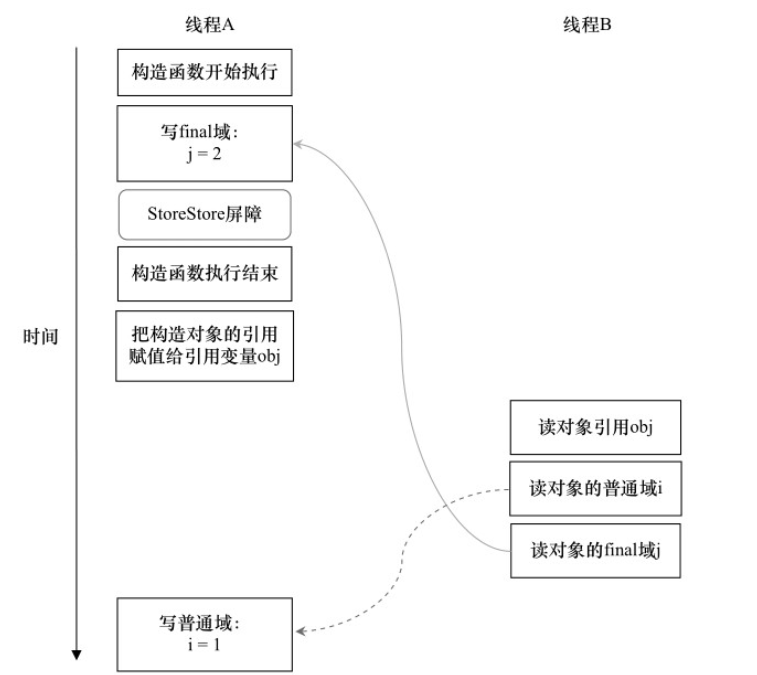 线程A
线程B
构造函数开始执行
写final域：
j = 2
StoreStore屏障
构造函数执行结束
时间
把构造对象的引用
赋值给引用变量obj
读对象引用obj
读对象的普通域i
读对象的final域j
写普通域：
i = 1